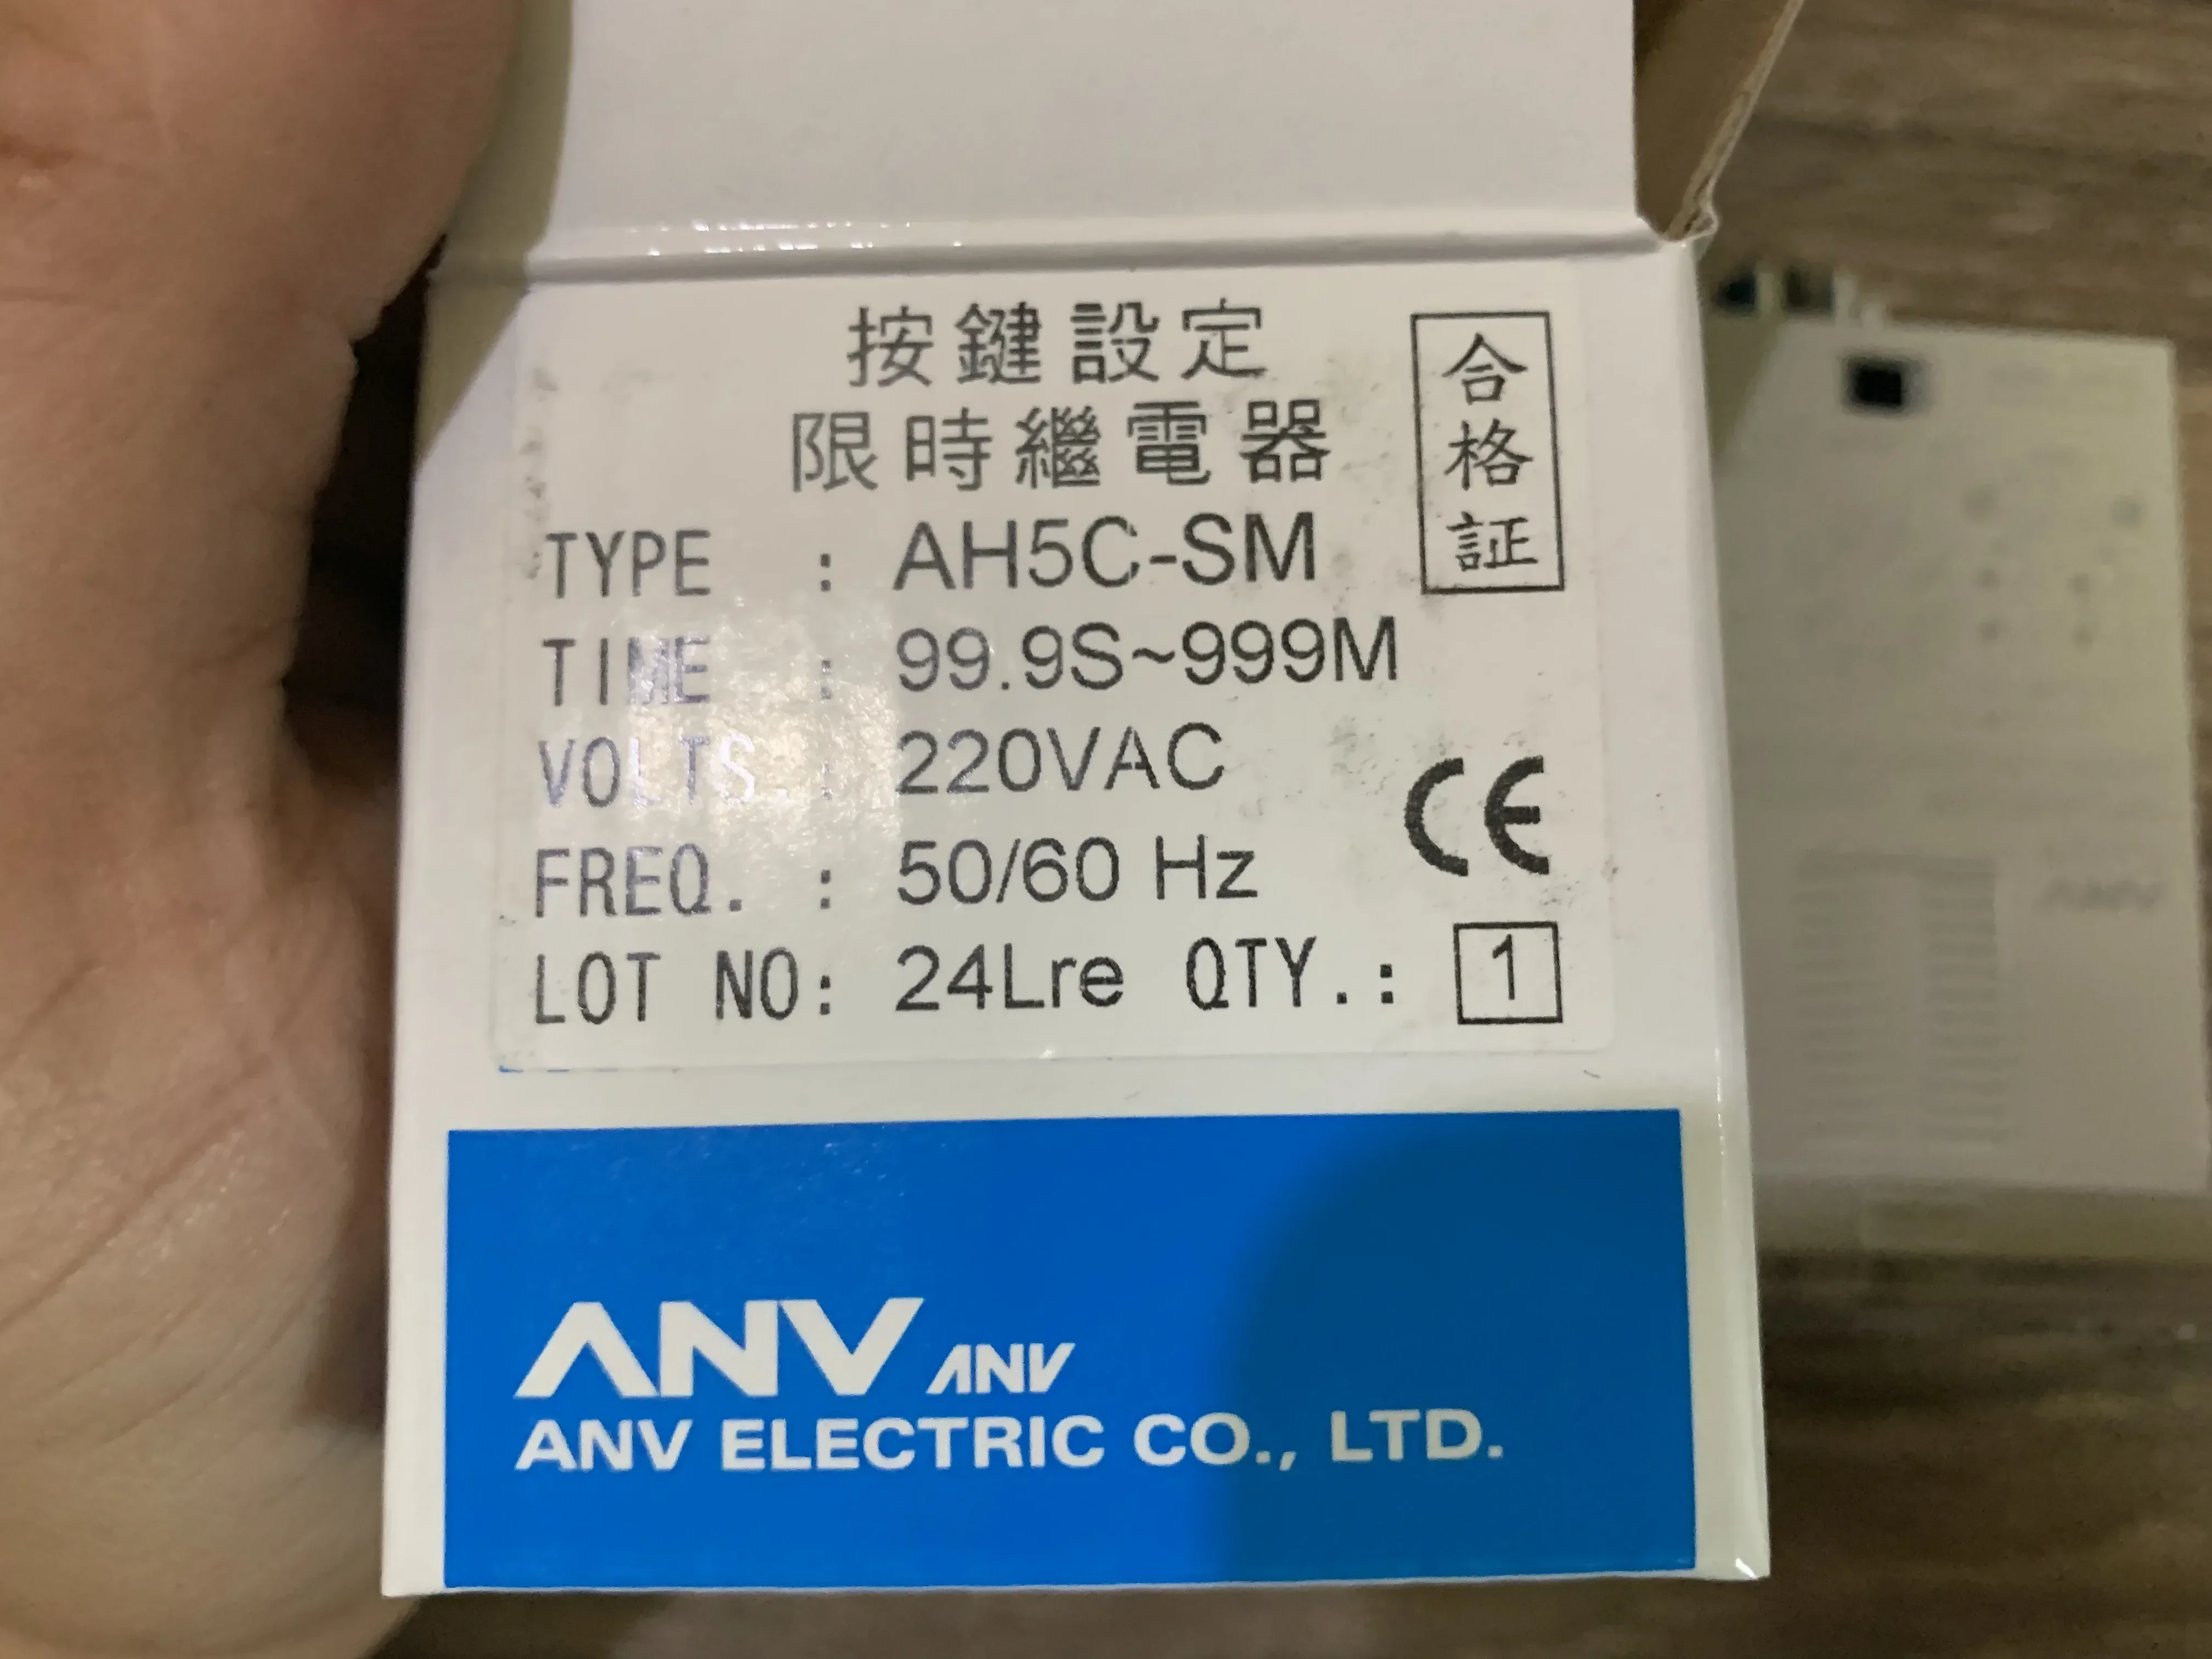 按鍵設定
限時繼電器
合格証
TYPE : AH5C-SM
TIME : 99.9S~999M
VOLTS. : 220VAC
FREQ. : 50/60 Hz
CE
LOT NO: 24Lre QTY.: 1
ANV ANV
ANV ELECTRIC CO., LTD.
ANV